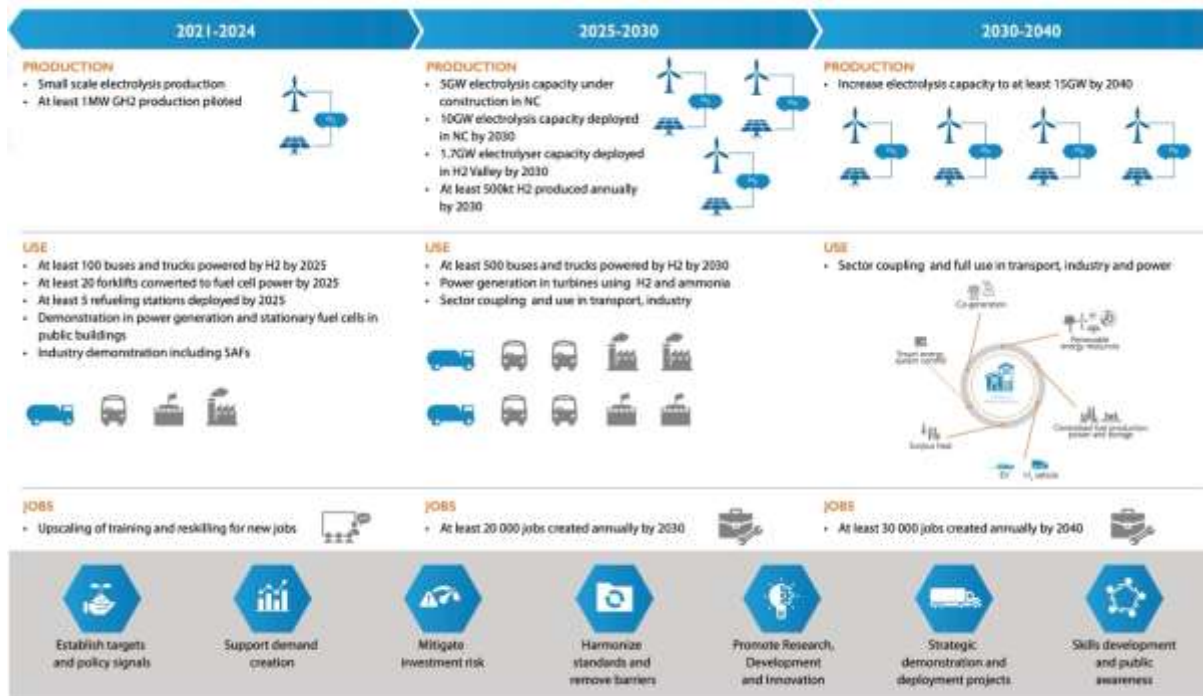 2021-2024
2025-2030
2030-2040
PRODUCTION
• Small scale electrolysis production
• At least 1MW GH2 production piloted
PRODUCTION
• 5GW electrolysis capacity under
construction in NC
• 10GW electrolysis capacity deployed
in NC by 2030
• 1.7GW electrolyser capacity deployed
in H2 Valley by 2030
• At least 500kt H2 produced annually
by 2030
PRODUCTION
• Increase electrolysis capacity to at least 15GW by 2040
USE
• At least 100 buses and trucks powered by H2 by 2025
• At least 20 forklifts converted to fuel cell power by 2025
• At least 5 refueling stations deployed by 2025
• Demonstration in power generation and stationary fuel cells in
public buildings
• Industry demonstration including SAFs
USE
• At least 500 buses and trucks powered by H2 by 2030
• Power generation in turbines using H2 and ammonia
• Sector coupling and use in transport, industry
USE
• Sector coupling and full use in transport, industry and power
Co-generation
Renewable
energy resources
Smart energy
system control
Centralised fuel production,
power and storage
Surplus heat
EV
H₂ vehicle
JOBS
• Upscaling of training and reskilling for new jobs
JOBS
• At least 20 000 jobs created annually by 2030
JOBS
• At least 30 000 jobs created annually by 2040
Establish targets
and policy signals
Support demand
creation
Mitigate
investment risk
Harmonize
standards and
remove barriers
Promote Research,
Development
and Innovation
Strategic
demonstration and
deployment projects
Skills development
and public
awareness